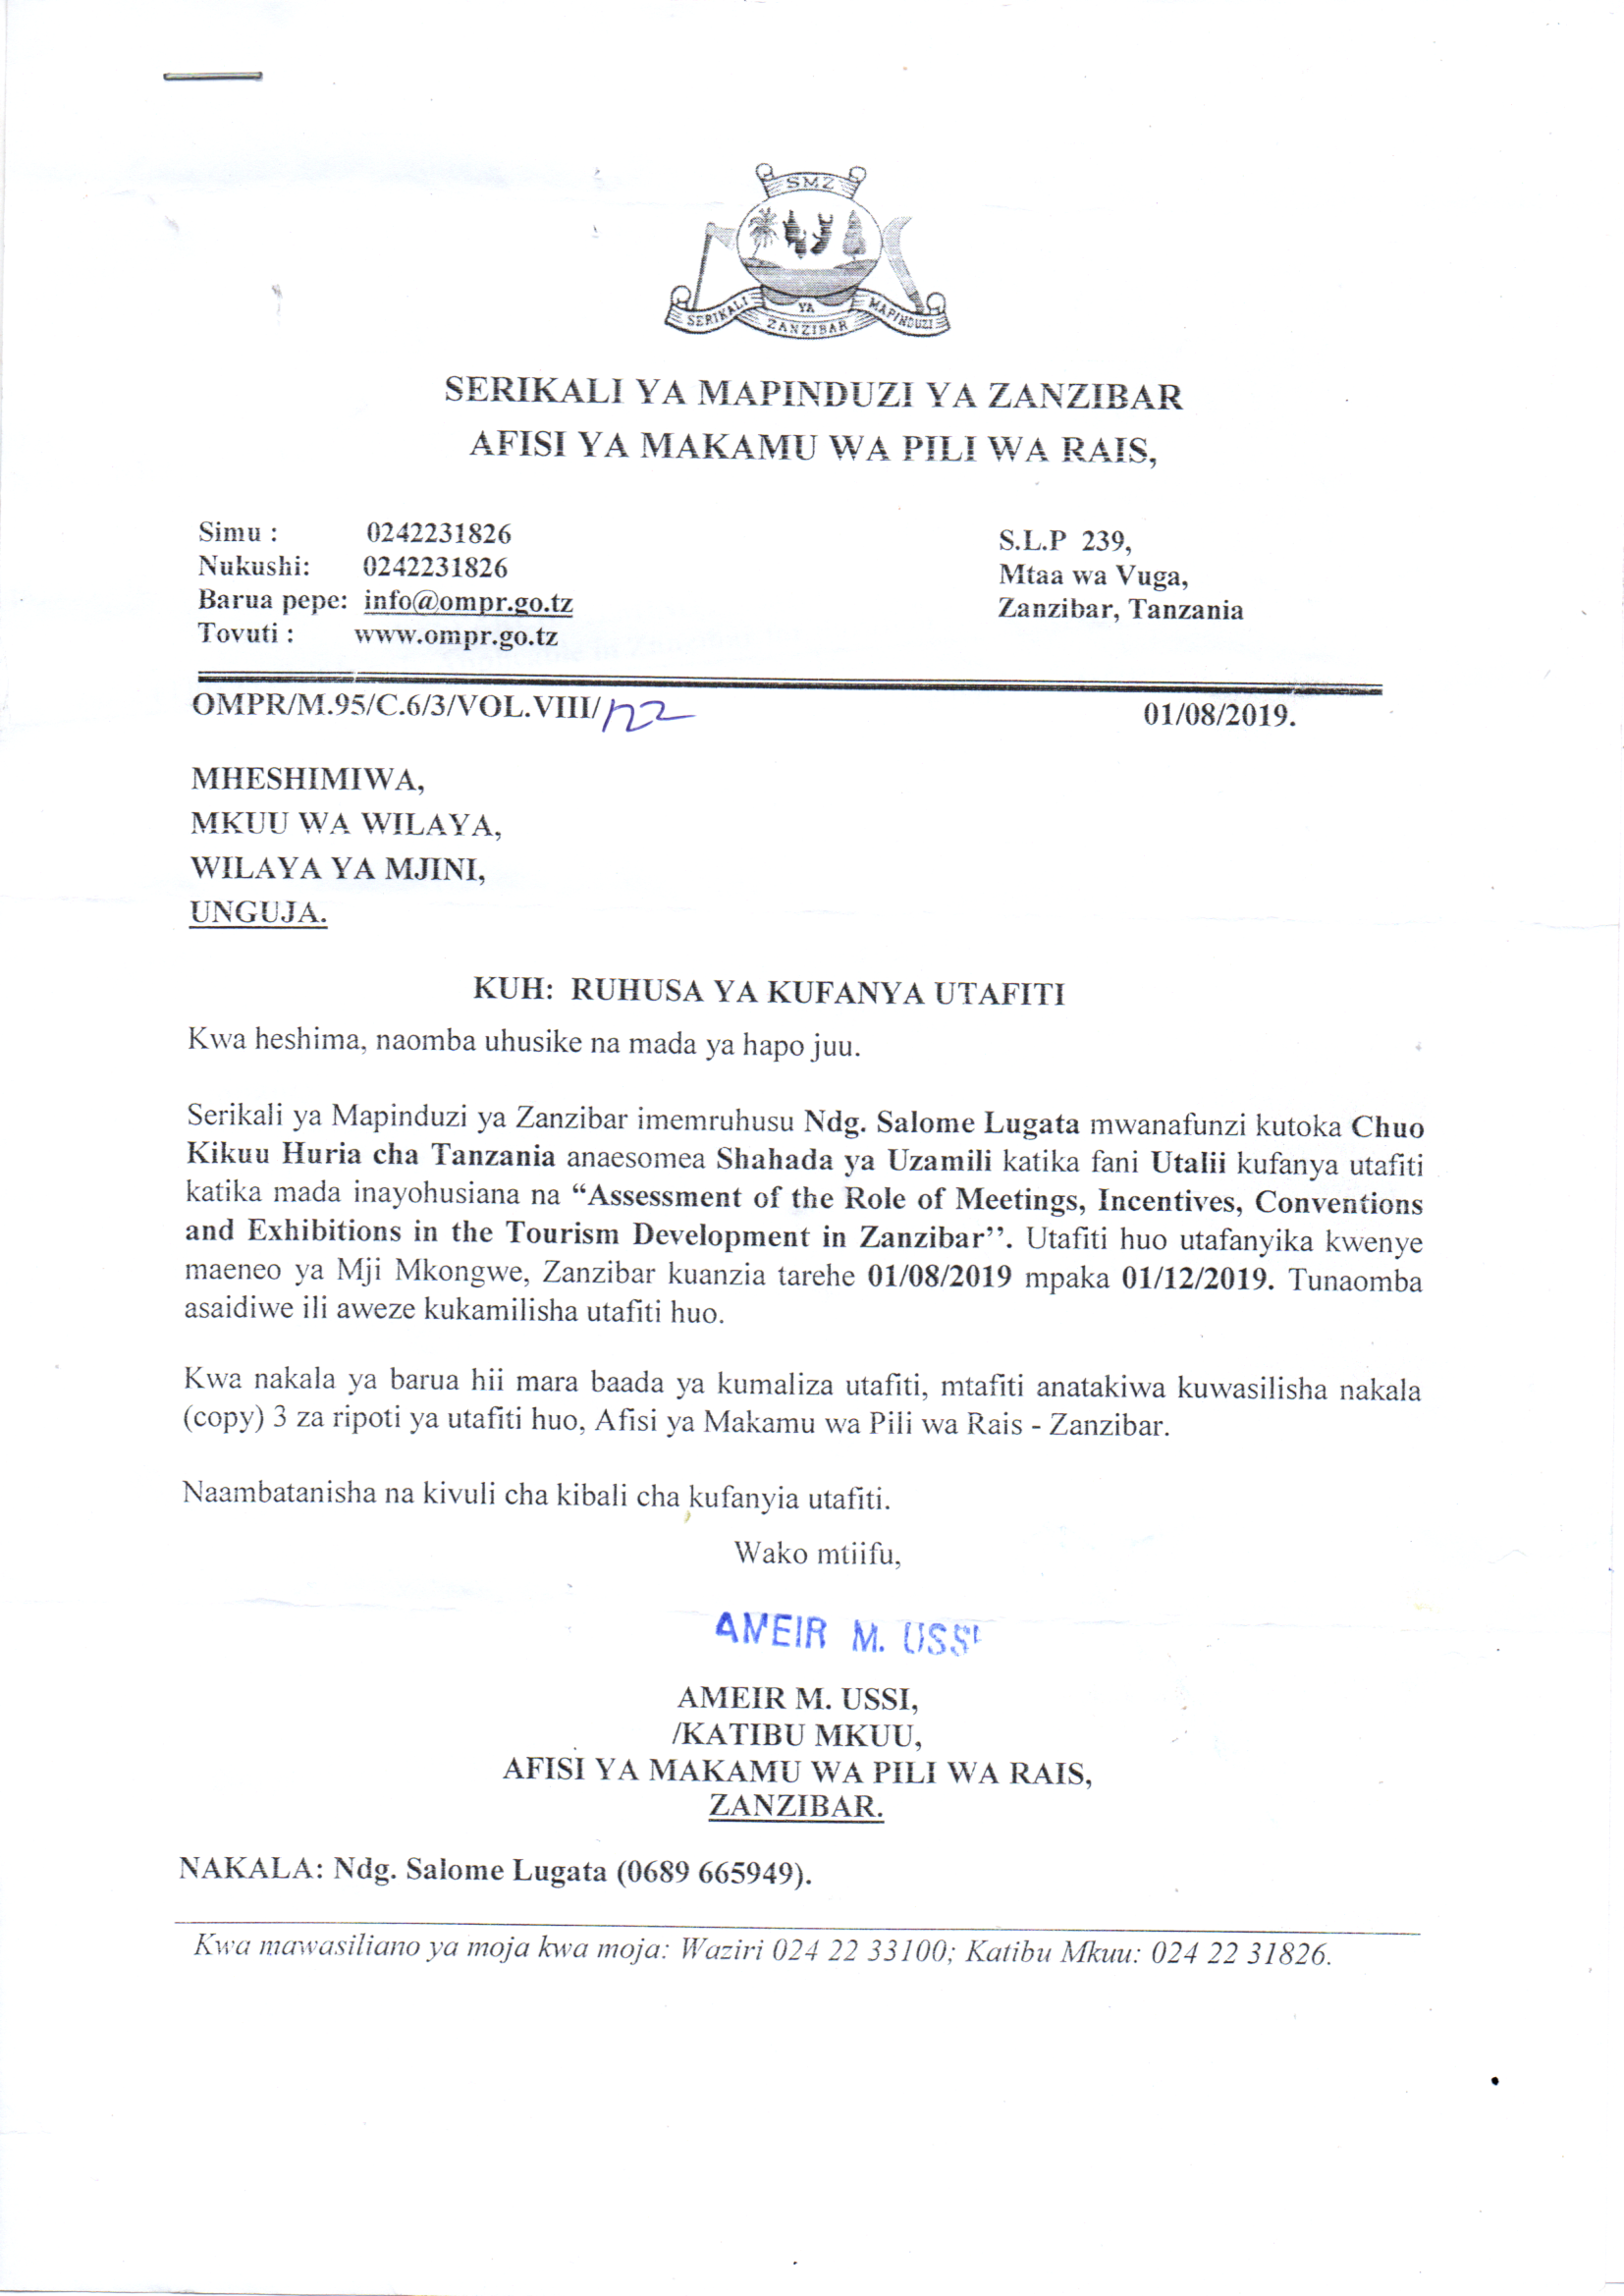 SMZ
SERIKALI YA MAPINDUZI
ZANZIBAR
SERIKALI YA MAPINDUZI YA ZANZIBAR
AFISI YA MAKAMU WA PILI WA RAIS,
Simu : 0242231826
Nukushi: 0242231826
Barua pepe: info@ompr.go.tz
Tovuti : www.ompr.go.tz
S.L.P 239,
Mtaa wa Vuga,
Zanzibar, Tanzania
OMPR/M.95/C.6/3/VOL.VIII/
01/08/2019.
MHESHIMIWA,
MKUU WA WILAYA,
WILAYA YA MJINI,
UNGUJA.
KUH: RUHUSA YA KUFANYA UTAFITI
Kwa heshima, naomba uhusike na mada ya hapo juu.
Serikali ya Mapinduzi ya Zanzibar imemruhusu Ndg. Salome Lugata mwanafunzi kutoka Chuo
Kikuu Huria cha Tanzania anaesomea Shahada ya Uzamili katika fani Utalii kufanya utafiti
katika mada inayohusiana na “Assessment of the Role of Meetings, Incentives, Conventions
and Exhibitions in the Tourism Development in Zanzibar’’. Utafiti huo utafanyika kwenye
maeneo ya Mji Mkongwe, Zanzibar kuanzia tarehe 01/08/2019 mpaka 01/12/2019. Tunaomba
asaidiwe ili aweze kukamilisha utafiti huo.
Kwa nakala ya barua hii mara baada ya kumaliza utafiti, mtafiti anatakiwa kuwasilisha nakala
(copy) 3 za ripoti ya utafiti huo, Afisi ya Makamu wa Pili wa Rais - Zanzibar.
Naambatanisha na kivuli cha kibali cha kufanyia utafiti.
Wako mtiifu,
AMEIR M. USSI
AMEIR M. USSI,
/KATIBU MKUU,
AFISI YA MAKAMU WA PILI WA RAIS,
ZANZIBAR.
NAKALA: Ndg. Salome Lugata (0689 665949).
Kwa mawasiliano ya moja kwa moja: Waziri 024 22 33100; Katibu Mkuu: 024 22 31826.